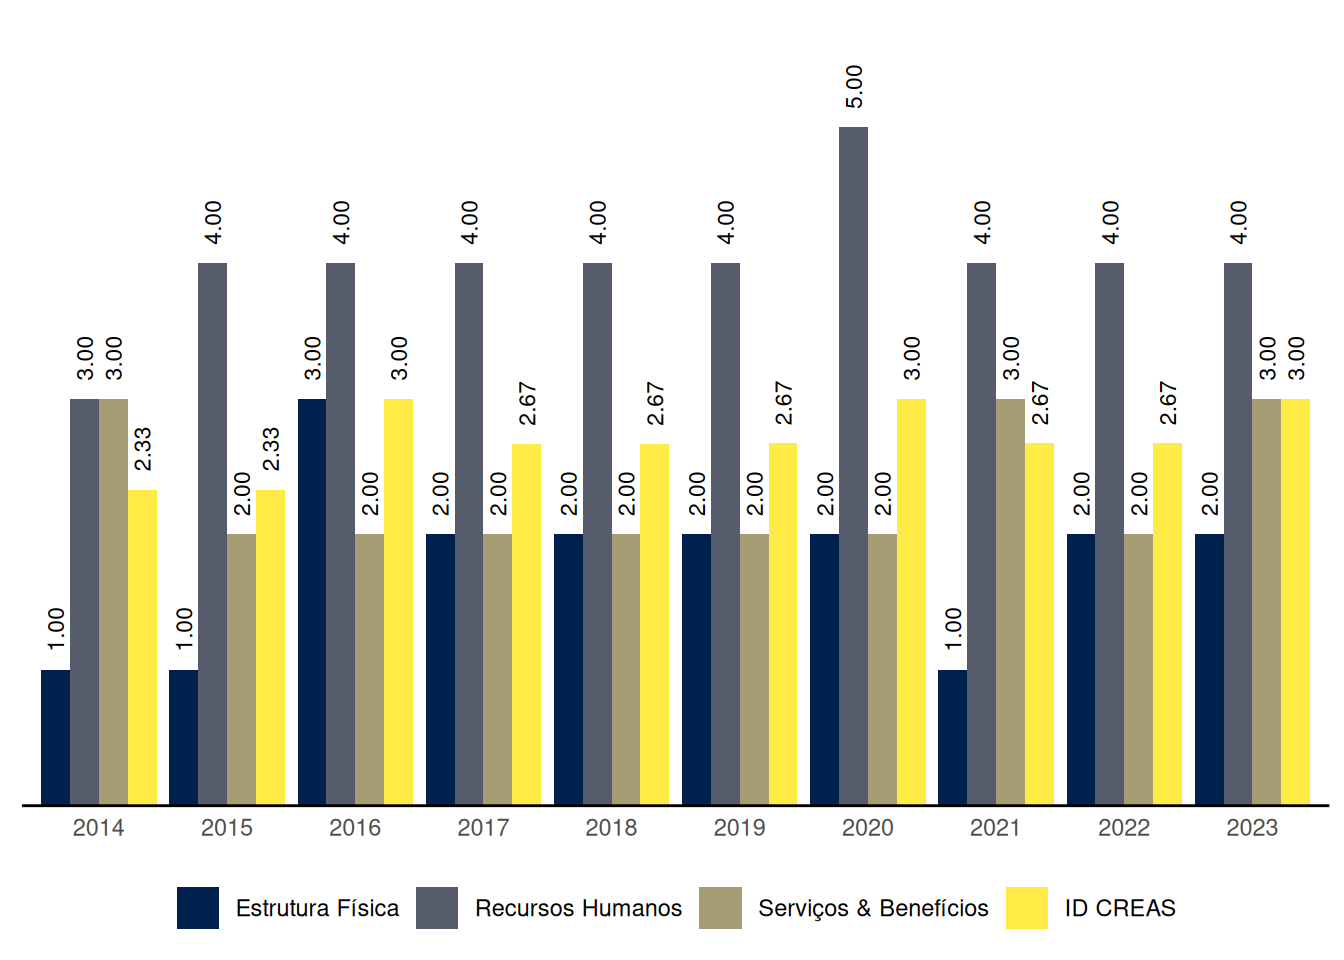 5.00
4.00 4.00 4.00 4.00 4.00 4.00 4.00 4.00
3.00 3.00 3.00 3.00 3.00 3.00 3.00 3.00
2.67 2.67 2.67 2.67 2.67
2.33 2.33
2.00 2.00 2.00 2.00 2.00 2.00 2.00 2.00 2.00 2.00 2.00 2.00 2.00
1.00 1.00 1.00
2014 2015 2016 2017 2018 2019 2020 2021 2022 2023
Estrutura Física Recursos Humanos Serviços & Benefícios ID CREAS